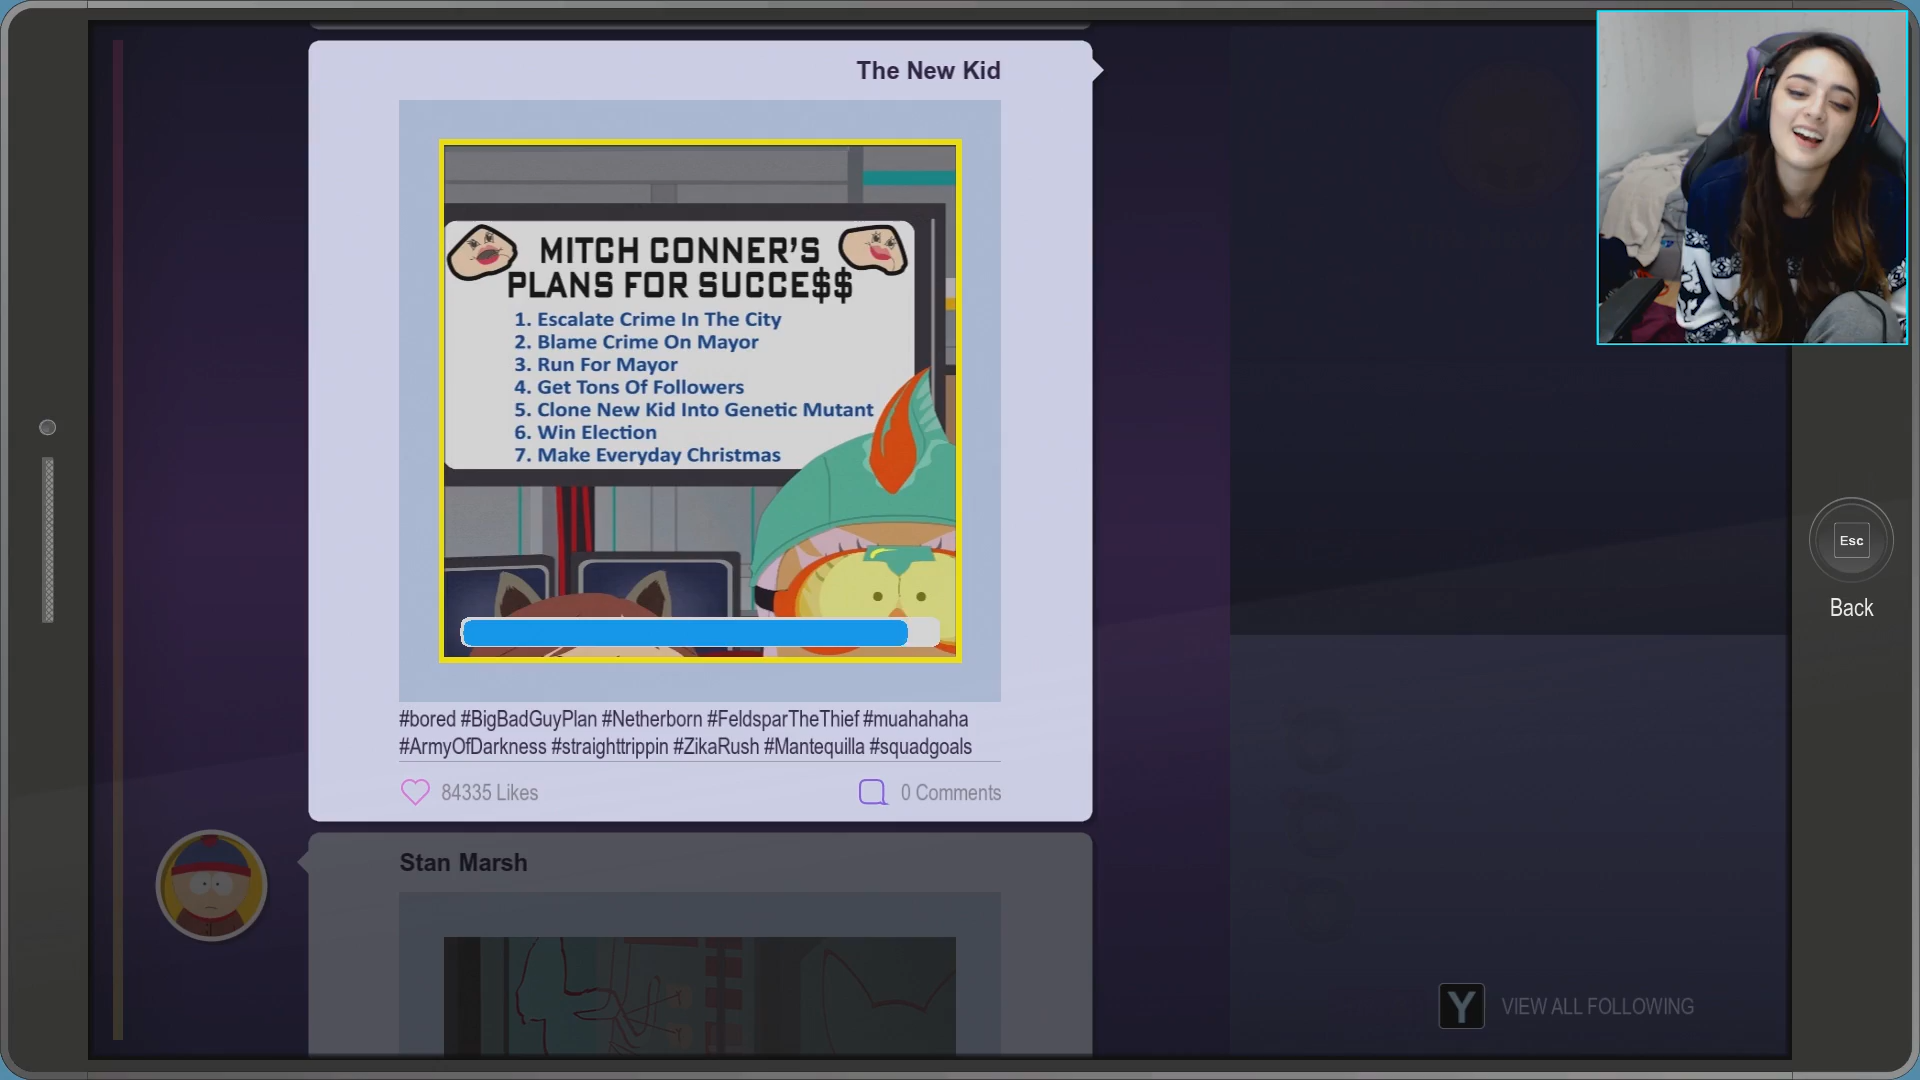 The New Kid
MITCH CONNER'S
PLANS FOR SUCCE$$
1. Escalate Crime In The City
2. Blame Crime On Mayor
3. Run For Mayor
4. Get Tons Of Followers
5. Clone New Kid Into Genetic Mutant
6. Win Election
7. Make Everyday Christmas
#bored #BigBadGuyPlan #Netherborn #FeldsparTheThief #muahahaha
#ArmyOfDarkness #straighttrippin #ZikaRush #Mantequilla #squadgoals
84335 Likes
0 Comments
Stan Marsh
Esc
Back
Y VIEW ALL FOLLOWING